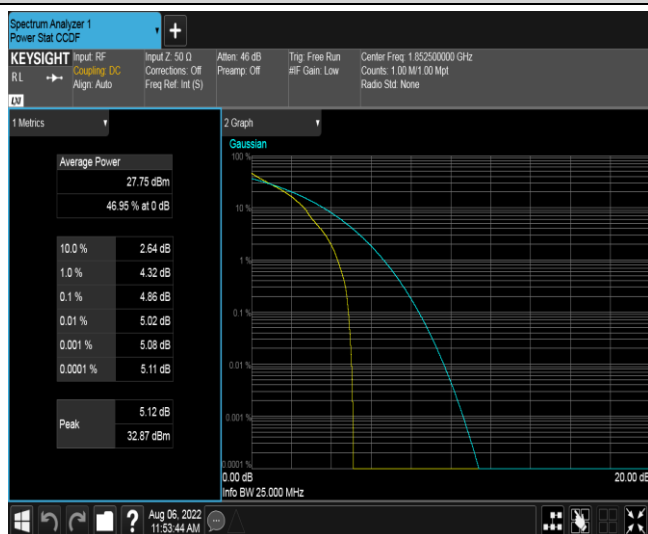 Spectrum Analyzer 1
Power Stat CCDF
+
KEYSIGHT
RL
LXI
Input: RF
Coupling: DC
Align: Auto
Input Z: 50 Ω
Corrections: Off
Freq Ref: Int (S)
Atten: 46 dB
Preamp: Off
Trig: Free Run
#IF Gain: Low
Center Freq: 1.852500000 GHz
Counts: 1.00 M/1.00 Mpt
Radio Std: None
1 Metrics
Average Power
27.75 dBm
46.95 % at 0 dB
10.0 % 2.64 dB
1.0 % 4.32 dB
0.1 % 4.86 dB
0.01 % 5.02 dB
0.001 % 5.08 dB
0.0001 % 5.11 dB
Peak
5.12 dB
32.87 dBm
2 Graph
Gaussian
100 %
10 %
1 %
0.1 %
0.01 %
0.001 %
0.0001 %
0.00 dB
20.00 dB
Info BW 25.000 MHz
?
Aug 06, 2022
11:53:44 AM